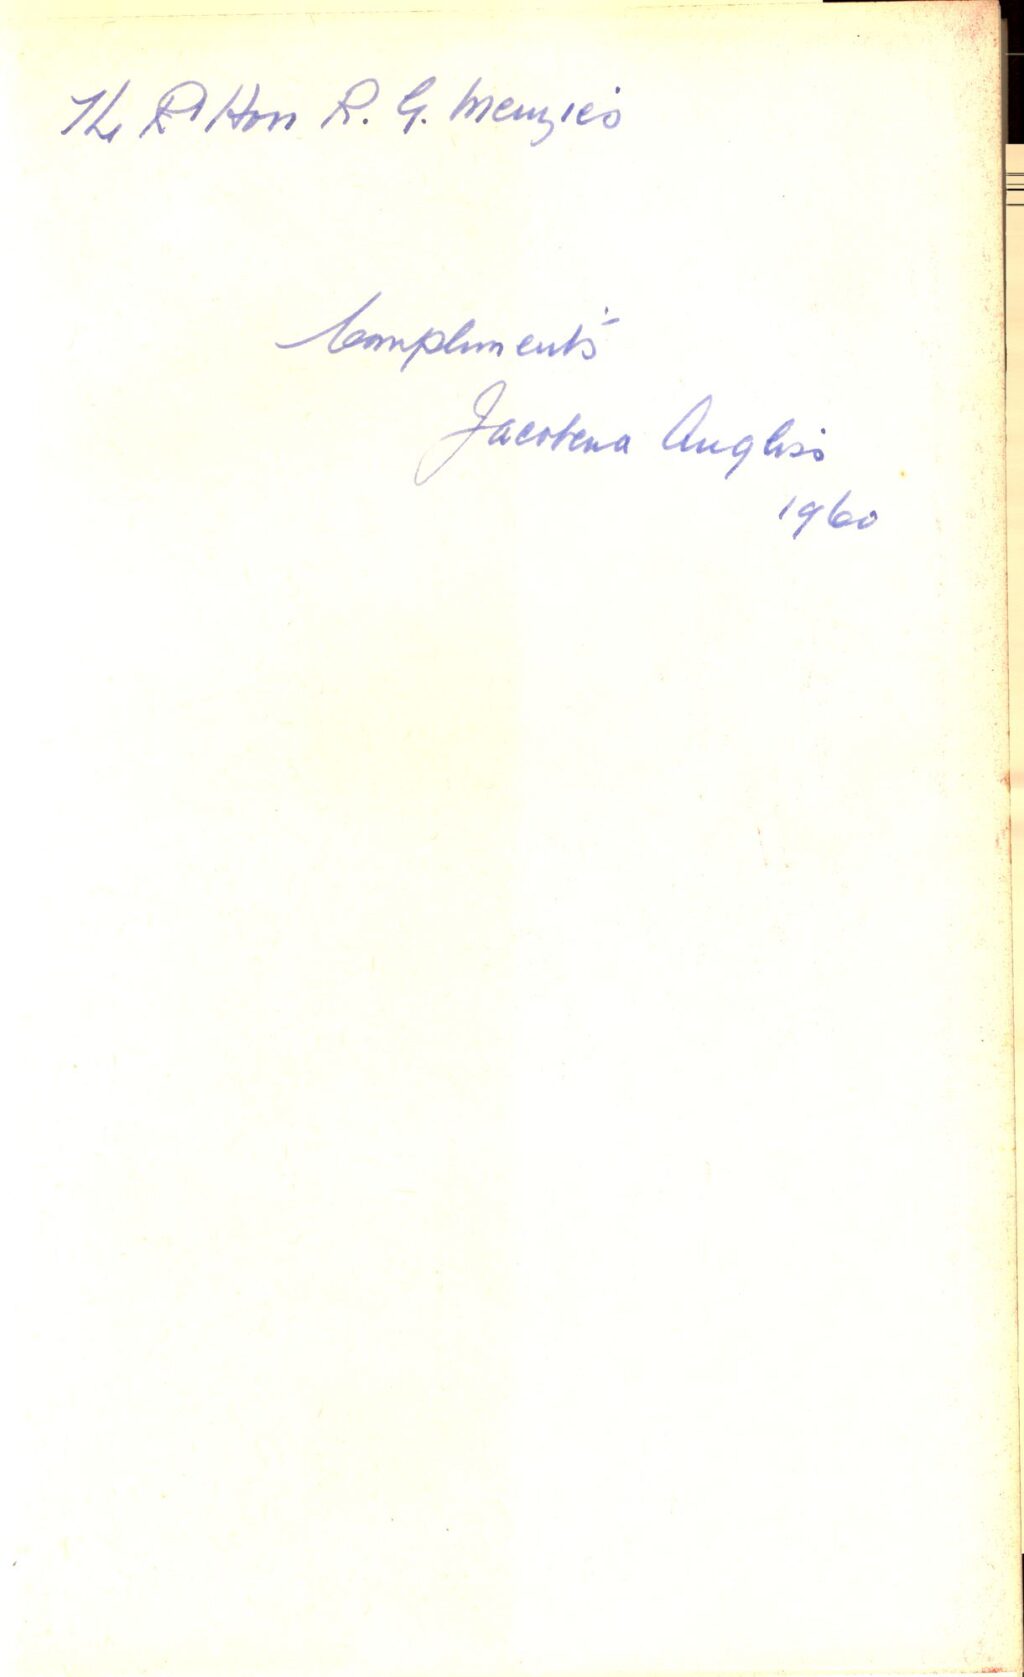 The Rt Hon R. G. Menzies
Compliments
Jacobena Angliss
1960